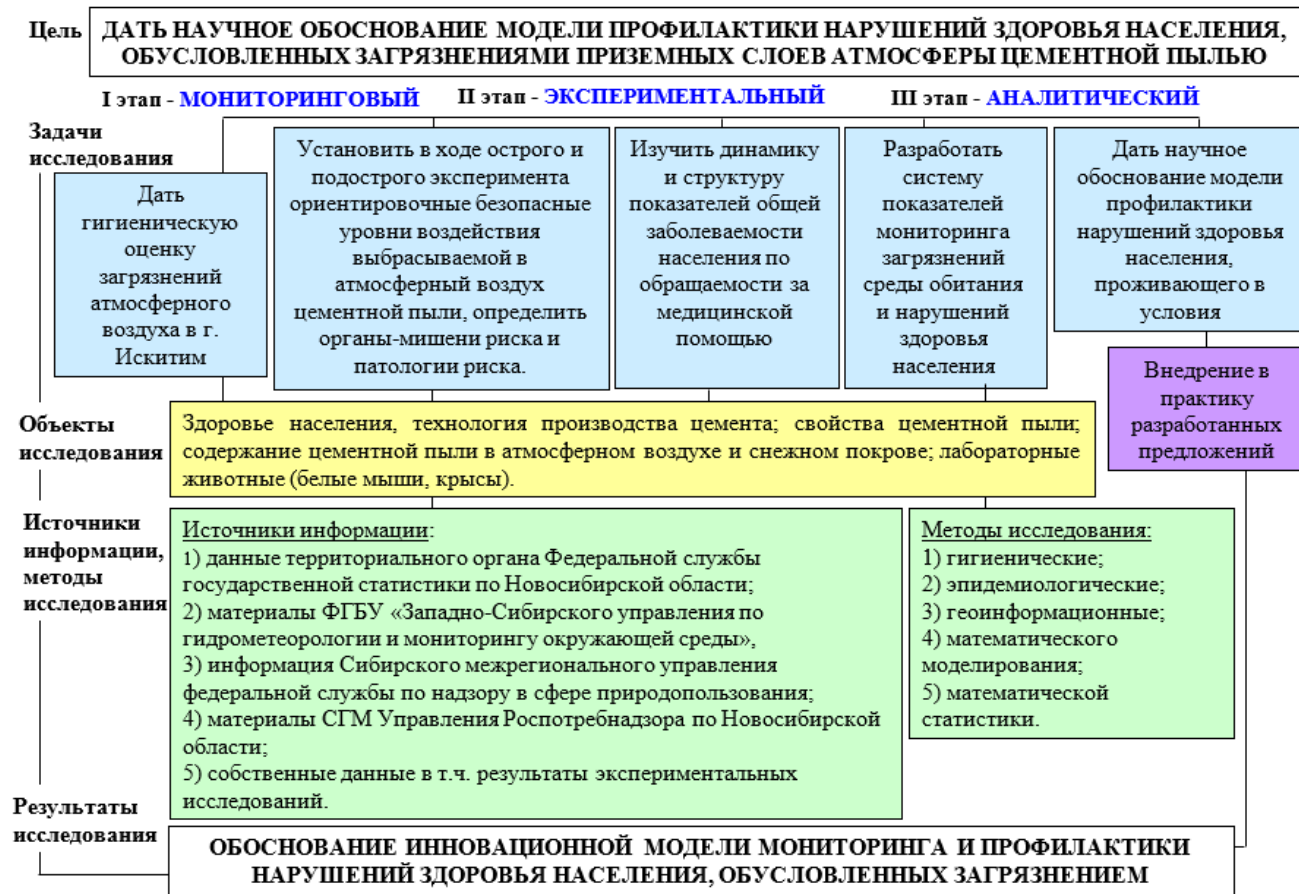 Цель
ДАТЬ НАУЧНОЕ ОБОСНОВАНИЕ МОДЕЛИ ПРОФИЛАКТИКИ НАРУШЕНИЙ ЗДОРОВЬЯ НАСЕЛЕНИЯ,
ОБУСЛОВЛЕННЫХ ЗАГРЯЗНЕНИЯМИ ПРИЗЕМНЫХ СЛОЕВ АТМОСФЕРЫ ЦЕМЕНТНОЙ ПЫЛЬЮ
I этап - МОНИТОРИНГОВЫЙ
II этап - ЭКСПЕРИМЕНТАЛЬНЫЙ
III этап - АНАЛИТИЧЕСКИЙ
Задачи
исследования
Дать
гигиеническую
оценку
загрязнений
атмосферного
воздуха в г.
Искитим
Установить в ходе острого и
подострого эксперимента
ориентировочные безопасные
уровни воздействия
выбрасываемой в
атмосферный воздух
цементной пыли, определить
органы-мишени риска и
патологии риска.
Изучить динамику
и структуру
показателей общей
заболеваемости
населения по
обращаемости за
медицинской
помощью
Разработать
систему
показателей
мониторинга
загрязнений
среды обитания
и нарушений
здоровья
населения
Дать научное
обоснование модели
профилактики
нарушений здоровья
населения,
проживающего в
условия
Внедрение в
практику
разработанных
предложений
Объекты
исследования
Здоровье населения, технология производства цемента; свойства цементной пыли;
содержание цементной пыли в атмосферном воздухе и снежном покрове; лабораторные
животные (белые мыши, крысы).
Источники
информации,
методы
исследования
Источники информации:
1) данные территориального органа Федеральной службы
государственной статистики по Новосибирской области;
2) материалы ФГБУ «Западно-Сибирского управления по
гидрометеорологии и мониторингу окружающей среды»,
3) информация Сибирского межрегионального управления
федеральной службы по надзору в сфере природопользования;
4) материалы СГМ Управления Роспотребнадзора по Новосибирской
области;
5) собственные данные в т.ч. результаты экспериментальных
исследований.
Методы исследования:
1) гигиенические;
2) эпидемиологические;
3) геоинформационные;
4) математического
моделирования;
5) математической
статистики.
Результаты
исследования
ОБОСНОВАНИЕ ИННОВАЦИОННОЙ МОДЕЛИ МОНИТОРИНГА И ПРОФИЛАКТИКИ
НАРУШЕНИЙ ЗДОРОВЬЯ НАСЕЛЕНИЯ, ОБУСЛОВЛЕННЫХ ЗАГРЯЗНЕНИЕМ